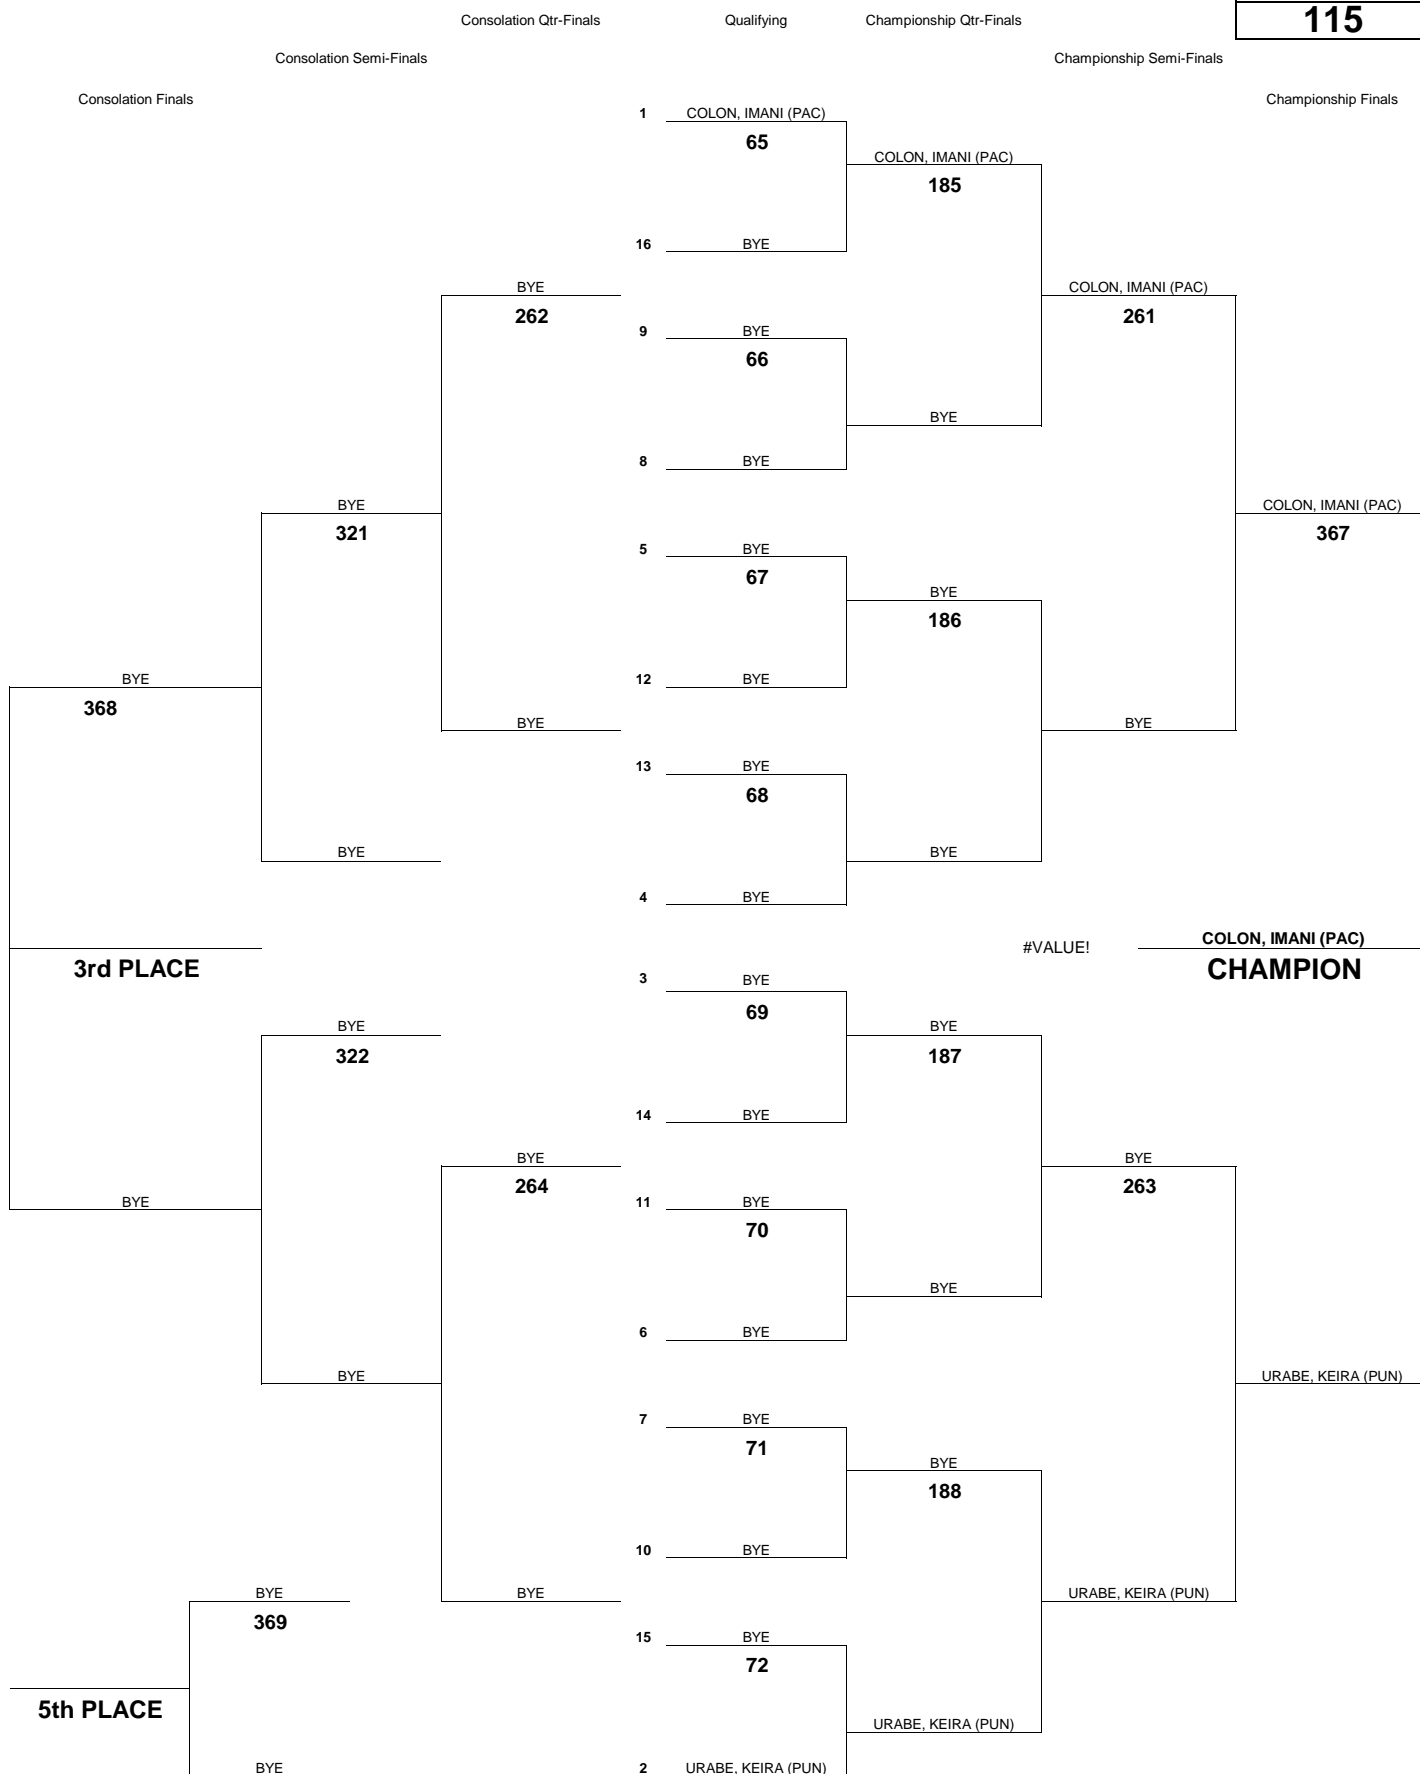 115
Consolation Qtr-Finals Qualifying Championship Qtr-Finals
Consolation Semi-Finals Championship Semi-Finals
Consolation Finals Championship Finals
1 COLON, IMANI (PAC)
65
COLON, IMANI (PAC)
185
16 BYE
BYE COLON, IMANI (PAC)
262 261
9 BYE
66
BYE
8 BYE
BYE COLON, IMANI (PAC)
321 367
5 BYE
67
BYE
186
BYE 12 BYE
368
BYE BYE
13 BYE
68
BYE BYE
4 BYE
#VALUE! COLON, IMANI (PAC)
3rd PLACE CHAMPION
3 BYE
69
BYE BYE
322 187
14 BYE
BYE BYE
264 263
BYE 11 BYE
70
BYE
6 BYE
BYE URABE, KEIRA (PUN)
7 BYE
71
BYE
188
10 BYE
BYE BYE URABE, KEIRA (PUN)
369
15 BYE
72
5th PLACE
URABE, KEIRA (PUN)
BYE 2 URABE, KEIRA (PUN)